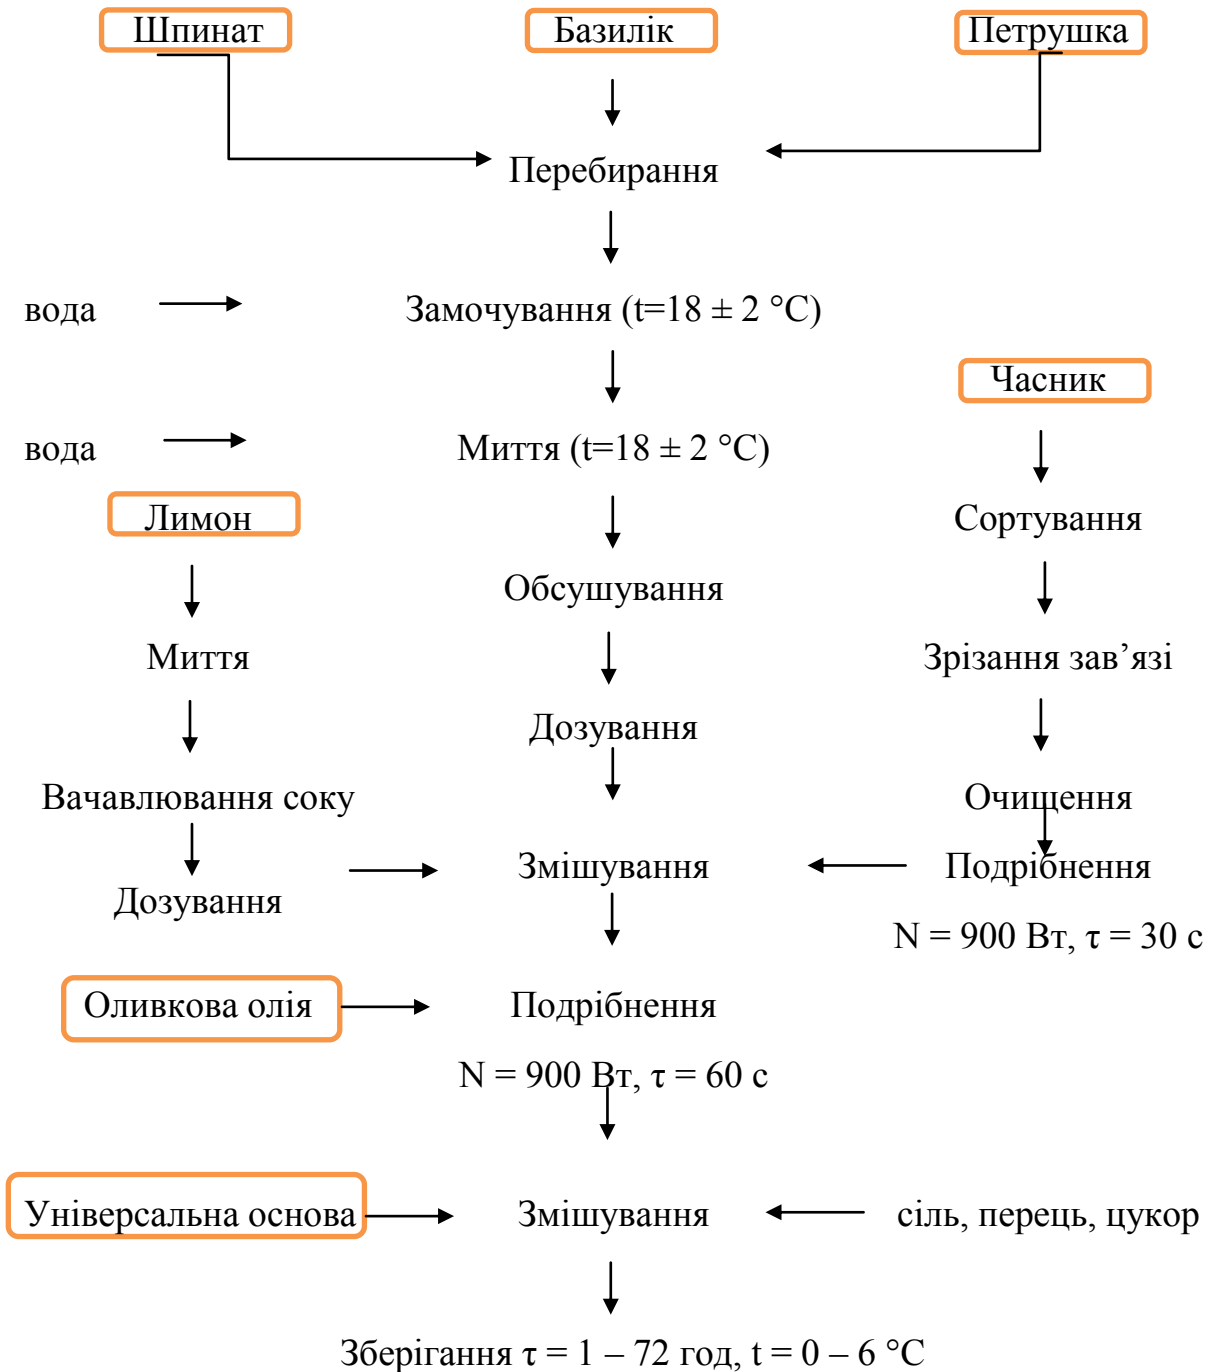 Шпинат
Базилік
Петрушка
Перебирання
вода
Замочування (t=18 ± 2 °C)
Часник
вода
Миття (t=18 ± 2 °C)
Лимон
Сортування
Обсушування
Миття
Зрізання зав’язі
Дозування
Вачавлювання соку
Очищення
Змішування
Подрібнення
Дозування
N = 900 Вт, τ = 30 с
Оливкова олія
Подрібнення
N = 900 Вт, τ = 60 с
Універсальна основа
Змішування
сіль, перець, цукор
Зберігання τ = 1 – 72 год, t = 0 – 6 °C